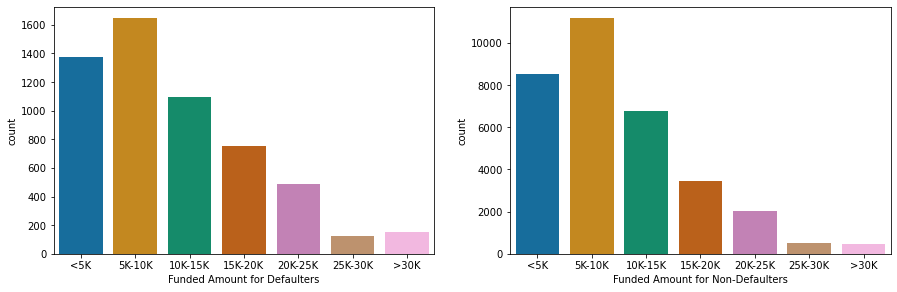 1600
1400
1200
1000
800
600
400
200
0
count
<5K 5K-10K 10K-15K 15K-20K 20K-25K 25K-30K >30K
Funded Amount for Defaulters
10000
8000
6000
4000
2000
0
count
<5K 5K-10K 10K-15K 15K-20K 20K-25K 25K-30K >30K
Funded Amount for Non-Defaulters